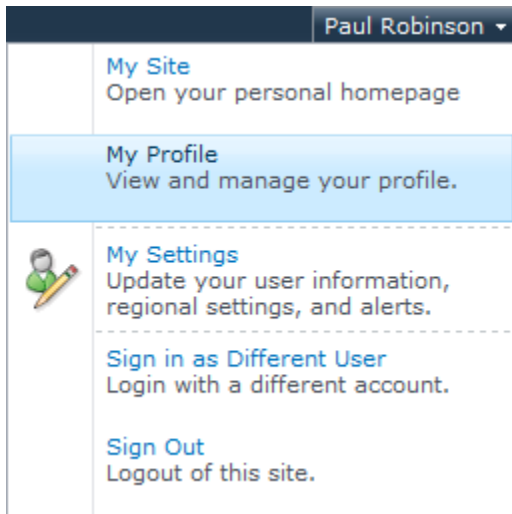 Paul Robinson
My Site
Open your personal homepage
My Profile
View and manage your profile.
My Settings
Update your user information,
regional settings, and alerts.
Sign in as Different User
Login with a different account.
Sign Out
Logout of this site.